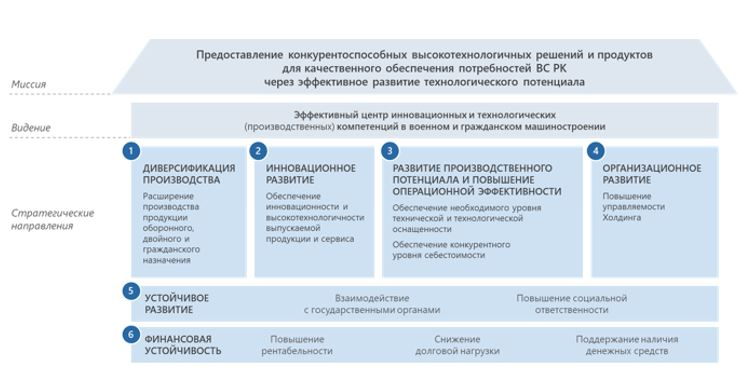 Предоставление конкурентоспособных высокотехнологичных решений и продуктов
для качественного обеспечения потребностей ВС РК
через эффективное развитие технологического потенциала
Миссия
Эффективный центр инновационных и технологических
(производственных) компетенций в военном и гражданском машиностроении
Видение
Стратегические
направления
1
ДИВЕРСИФИКАЦИЯ
ПРОИЗВОДСТВА
Расширение
производства
продукции
оборонного,
двойного и
гражданского
назначения
2
ИННОВАЦИОННОЕ
РАЗВИТИЕ
Обеспечение
инновационности и
высокотехнологичности
выпускаемой
продукции и сервиса
3
РАЗВИТИЕ ПРОИЗВОДСТВЕННОГО
ПОТЕНЦИАЛА И ПОВЫШЕНИЕ
ОПЕРАЦИОННОЙ ЭФФЕКТИВНОСТИ
Обеспечение необходимого уровня
технической и технологической
оснащенности
Обеспечение конкурентного
уровня себестоимости
4
ОРГАНИЗАЦИОННОЕ
РАЗВИТИЕ
Повышение
управляемости
Холдинга
5
УСТОЙЧИВОЕ
РАЗВИТИЕ
Взаимодействие
с государственными органами
Повышение социальной
ответственности
6
ФИНАНСОВАЯ
УСТОЙЧИВОСТЬ
Повышение
рентабельности
Снижение
долговой нагрузки
Поддержание наличия
денежных средств